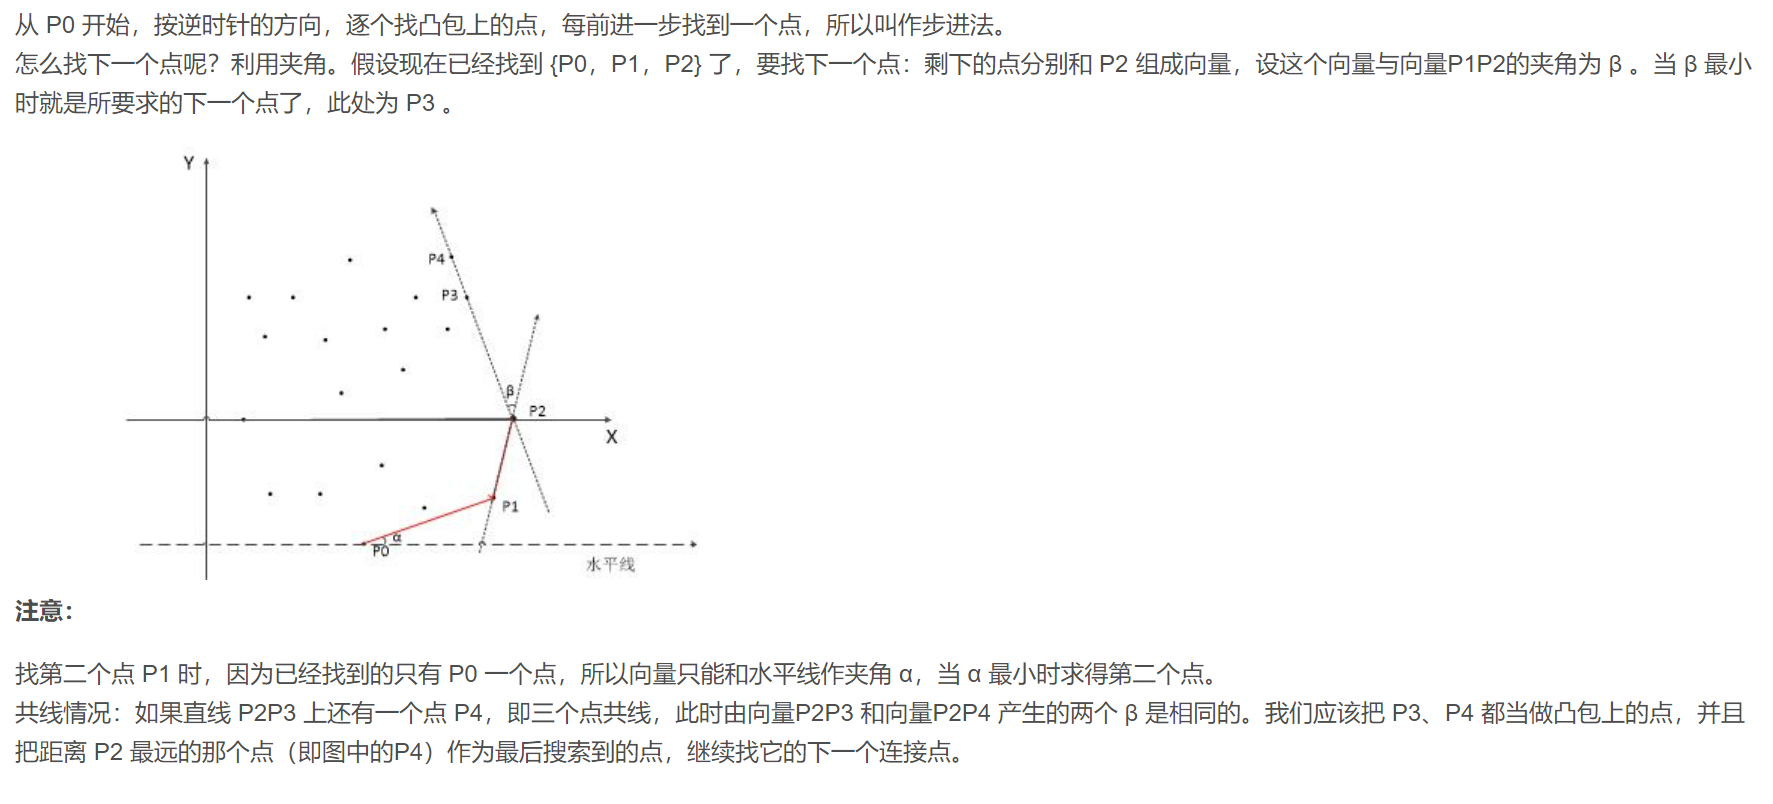 从 P0 开始，按逆时针的方向，逐个找凸包上的点，每前进一步找到一个点，所以叫作步进法。
怎么找下一个点呢？利用夹角。假设现在已经找到 {P0，P1，P2} 了，要找下一个点：剩下的点分别和 P2 组成向量，设这个向量与向量P1P2的夹角为 β 。当 β 最小
时就是所要求的下一个点了，此处为 P3 。
Y
P4
P3
β
P2
X
P1
α
P0
水平线
注意：
找第二个点 P1 时，因为已经找到的只有 P0 一个点，所以向量只能和水平线作夹角 α，当 α 最小时求得第二个点。
共线情况：如果直线 P2P3 上还有一个点 P4，即三个点共线，此时由向量P2P3 和向量P2P4 产生的两个 β 是相同的。我们应该把 P3、P4 都当做凸包上的点，并且
把距离 P2 最远的那个点（即图中的P4）作为最后搜索到的点，继续找它的下一个连接点。